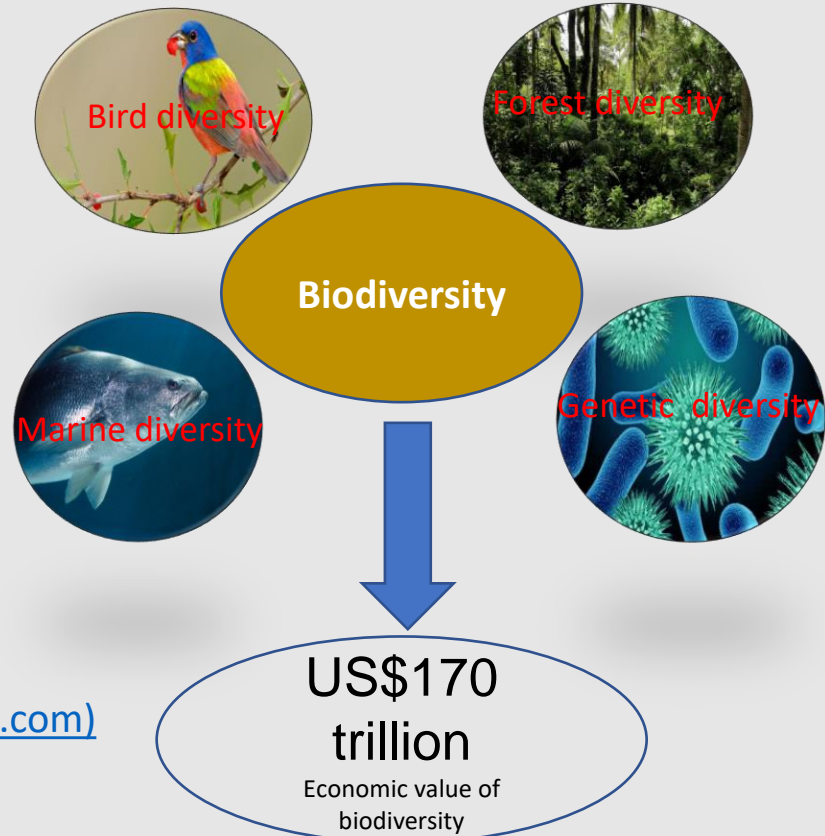 Bird diversity
Forest diversity
Biodiversity
Marine diversity
Genetic diversity
.com)
US$170
trillion
Economic value of
biodiversity